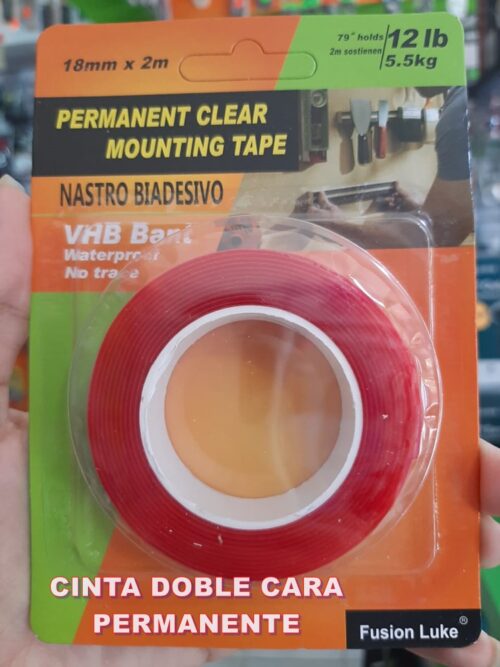 18mm x 2m
79" holds
2m sostienen
12 lb
5.5kg
PERMANENT CLEAR
MOUNTING TAPE
NASTRO BIADESIVO
VHB Bant
Waterproof
No trace
CINTA DOBLE CARA
PERMANENTE
Fusion Luke®